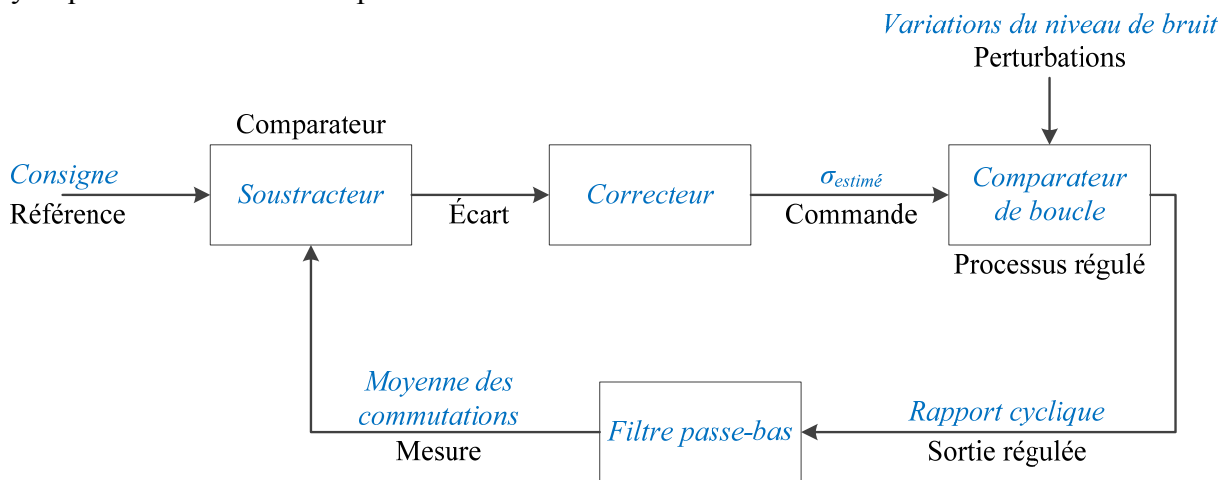 Variations du niveau de bruit
Perturbations
Comparateur
Consigne
Référence
Soustracteur
Écart
Correcteur
σestimé
Commande
Comparateur
de boucle
Processus régulé
Moyenne des
commutations
Mesure
Filtre passe-bas
Rapport cyclique
Sortie régulée